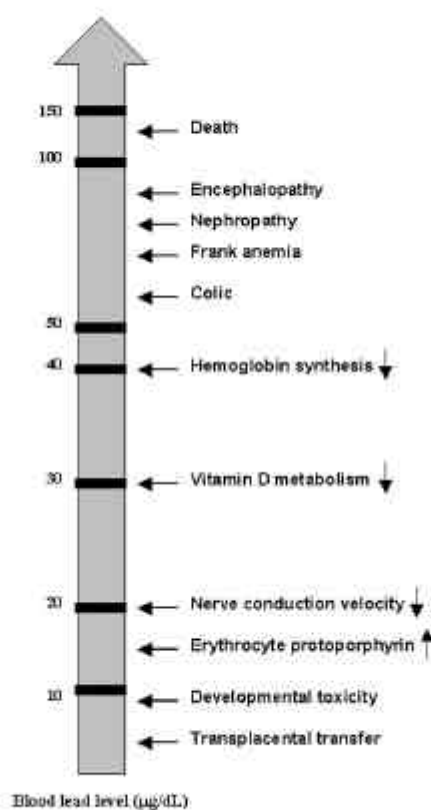 150
Death
100
Encephalopathy
Nephropathy
Frank anemia
Colic
50
40
Hemoglobin synthesis ↓
30
Vitamin D metabolism ↓
20
Nerve conduction velocity ↓
Erythrocyte protoporphyrin ↑
10
Developmental toxicity
Transplacental transfer
Blood lead level (µg/dL)